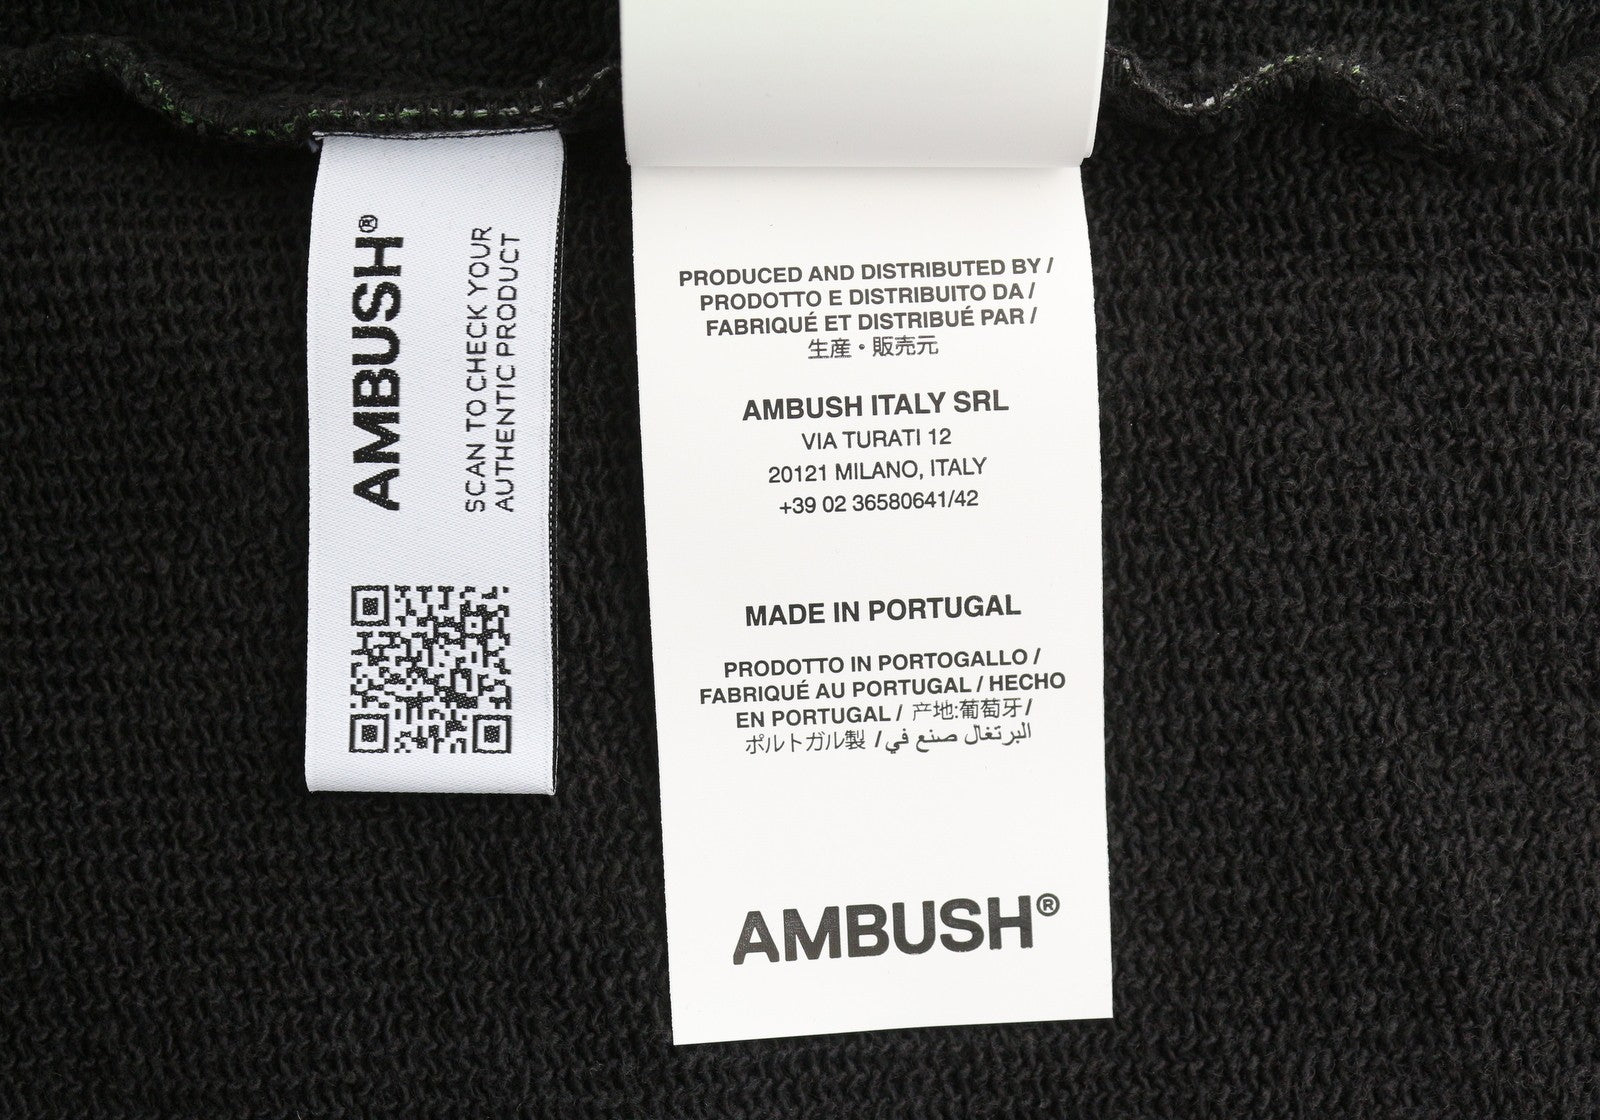 AMBUSH®
SCAN TO CHECK YOUR
AUTHENTIC PRODUCT
PRODUCED AND DISTRIBUTED BY /
PRODOTTO E DISTRIBUITO DA /
FABRIQUÉ ET DISTRIBUÉ PAR /
生産・販売元
AMBUSH ITALY SRL
VIA TURATI 12
20121 MILANO, ITALY
+39 02 36580641/42
MADE IN PORTUGAL
PRODOTTO IN PORTOGALLO /
FABRIQUÉ AU PORTUGAL / HECHO
EN PORTUGAL / 产地:葡萄牙/
ポルトガル製 / البرتغال صنع في
AMBUSH®